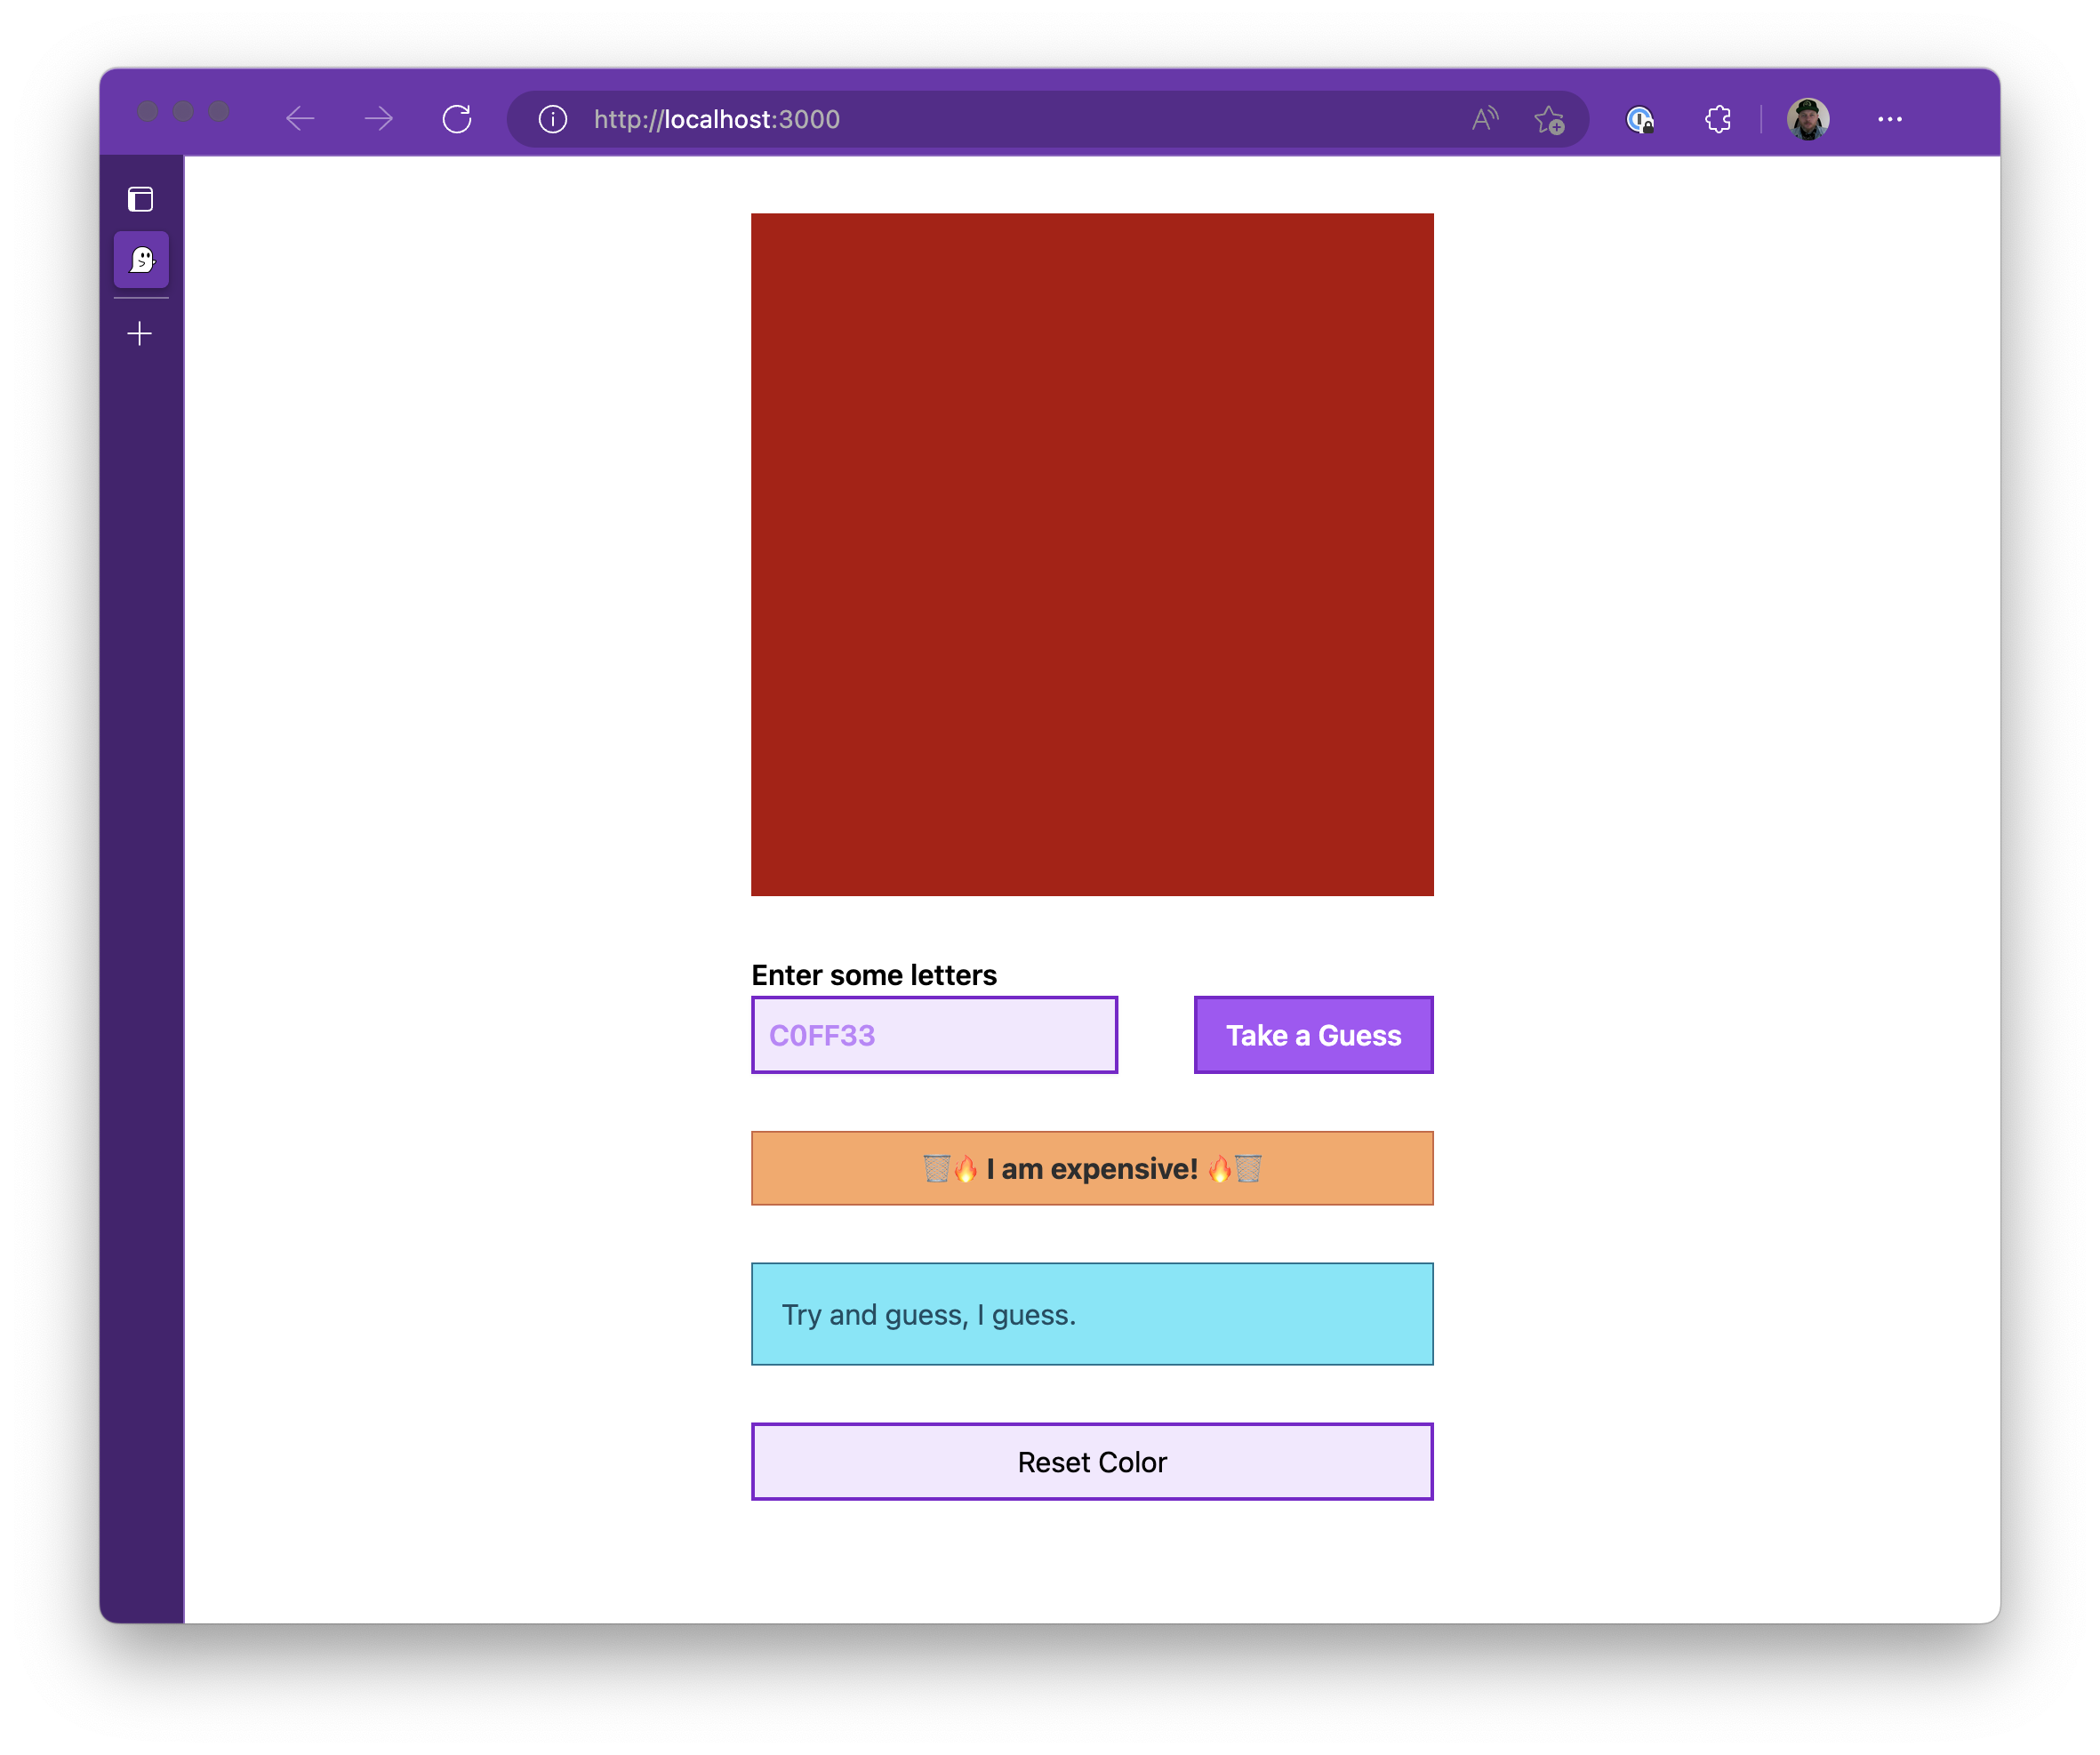 http://localhost:3000
Enter some letters
C0FF33
Take a Guess
🗑️🔥 I am expensive! 🔥🗑️
Try and guess, I guess.
Reset Color